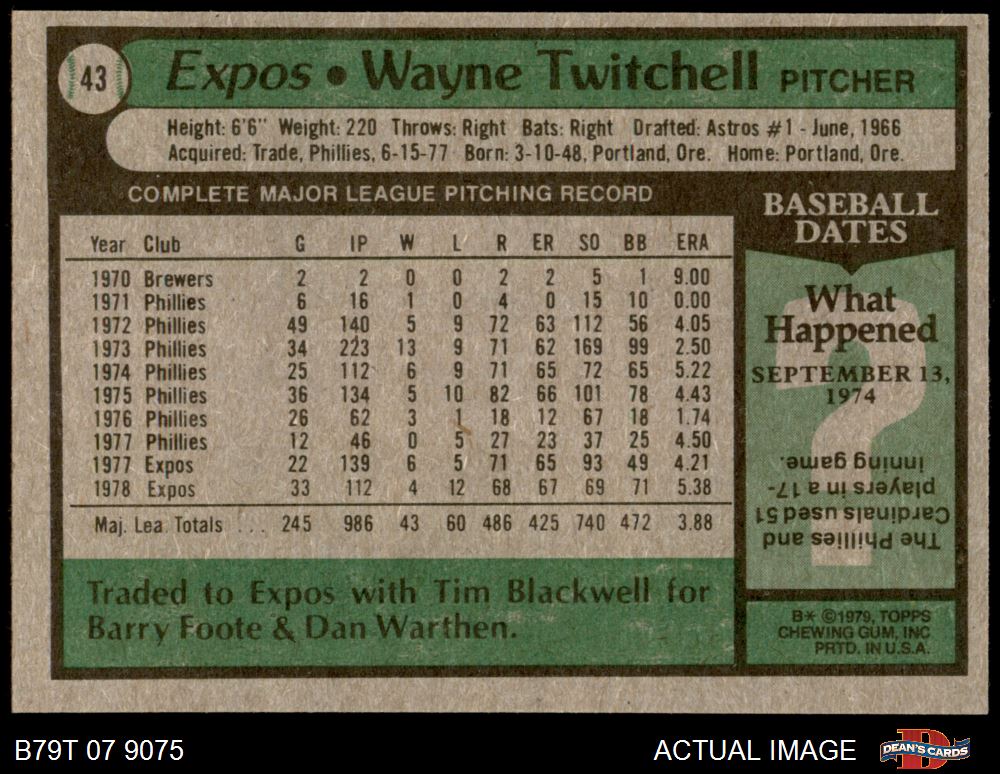 43
Expos • Wayne Twitchell PITCHER
Height: 6'6" Weight: 220 Throws: Right Bats: Right Drafted: Astros #1 - June, 1966
Acquired: Trade, Phillies, 6-15-77 Born: 3-10-48, Portland, Ore. Home: Portland, Ore.
COMPLETE MAJOR LEAGUE PITCHING RECORD
Year Club G IP W L R ER SO BB ERA
1970 Brewers 2 2 0 0 2 2 5 1 9.00
1971 Phillies 6 16 1 0 4 0 15 10 0.00
1972 Phillies 49 140 5 9 72 63 112 56 4.05
1973 Phillies 34 223 13 9 71 62 169 99 2.50
1974 Phillies 25 112 6 9 71 65 72 65 5.22
1975 Phillies 36 134 5 10 82 66 101 78 4.43
1976 Phillies 26 62 3 1 18 12 67 18 1.74
1977 Phillies 12 46 0 5 27 23 37 25 4.50
1977 Expos 22 139 6 5 71 65 93 49 4.21
1978 Expos 33 112 4 12 68 67 69 71 5.38
Maj. Lea. Totals ... 245 986 43 60 486 425 740 472 3.88
Traded to Expos with Tim Blackwell for
Barry Foote & Dan Warthen.
BASEBALL
DATES
What
Happened
SEPTEMBER 13,
1974
?
The Phillies and
Cardinals used 51
players in a 17-
inning game.
B* ©1979, TOPPS
CHEWING GUM, INC
PRTD. IN U.S.A.
B79T 07 9075
ACTUAL IMAGE
DEAN'S CARDS